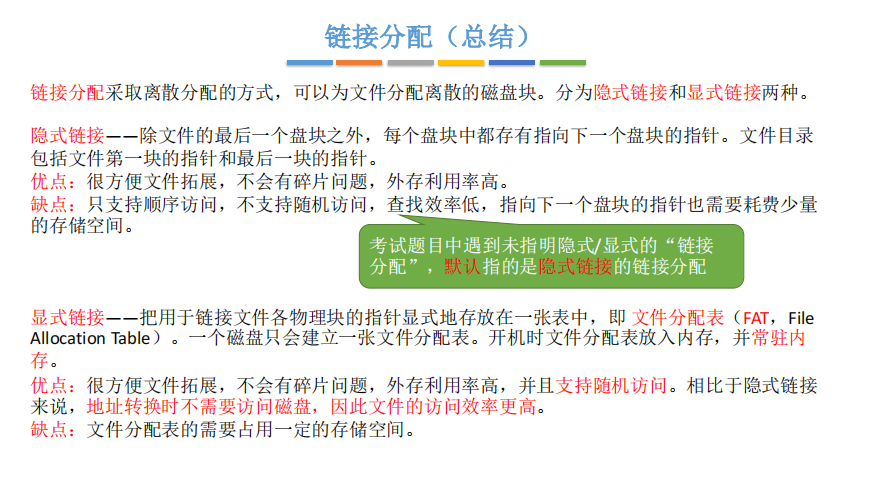 链接分配（总结）
链接分配采取离散分配的方式，可以为文件分配离散的磁盘块。分为隐式链接和显式链接两种。
隐式链接——除文件的最后一个盘块之外，每个盘块中都存有指向下一个盘块的指针。文件目录
包括文件第一块的指针和最后一块的指针。
优点：很方便文件拓展，不会有碎片问题，外存利用率高。
缺点：只支持顺序访问，不支持随机访问，查找效率低，指向下一个盘块的指针也需要耗费少量
的存储空间。
考试题目中遇到未指明隐式/显式的“链接
分配”，默认指的是隐式链接的链接分配
显式链接——把用于链接文件各物理块的指针显式地存放在一张表中，即 文件分配表（FAT，File
Allocation Table）。一个磁盘只会建立一张文件分配表。开机时文件分配表放入内存，并常驻内
存。
优点：很方便文件拓展，不会有碎片问题，外存利用率高，并且支持随机访问。相比于隐式链接
来说，地址转换时不需要访问磁盘，因此文件的访问效率更高。
缺点：文件分配表的需要占用一定的存储空间。